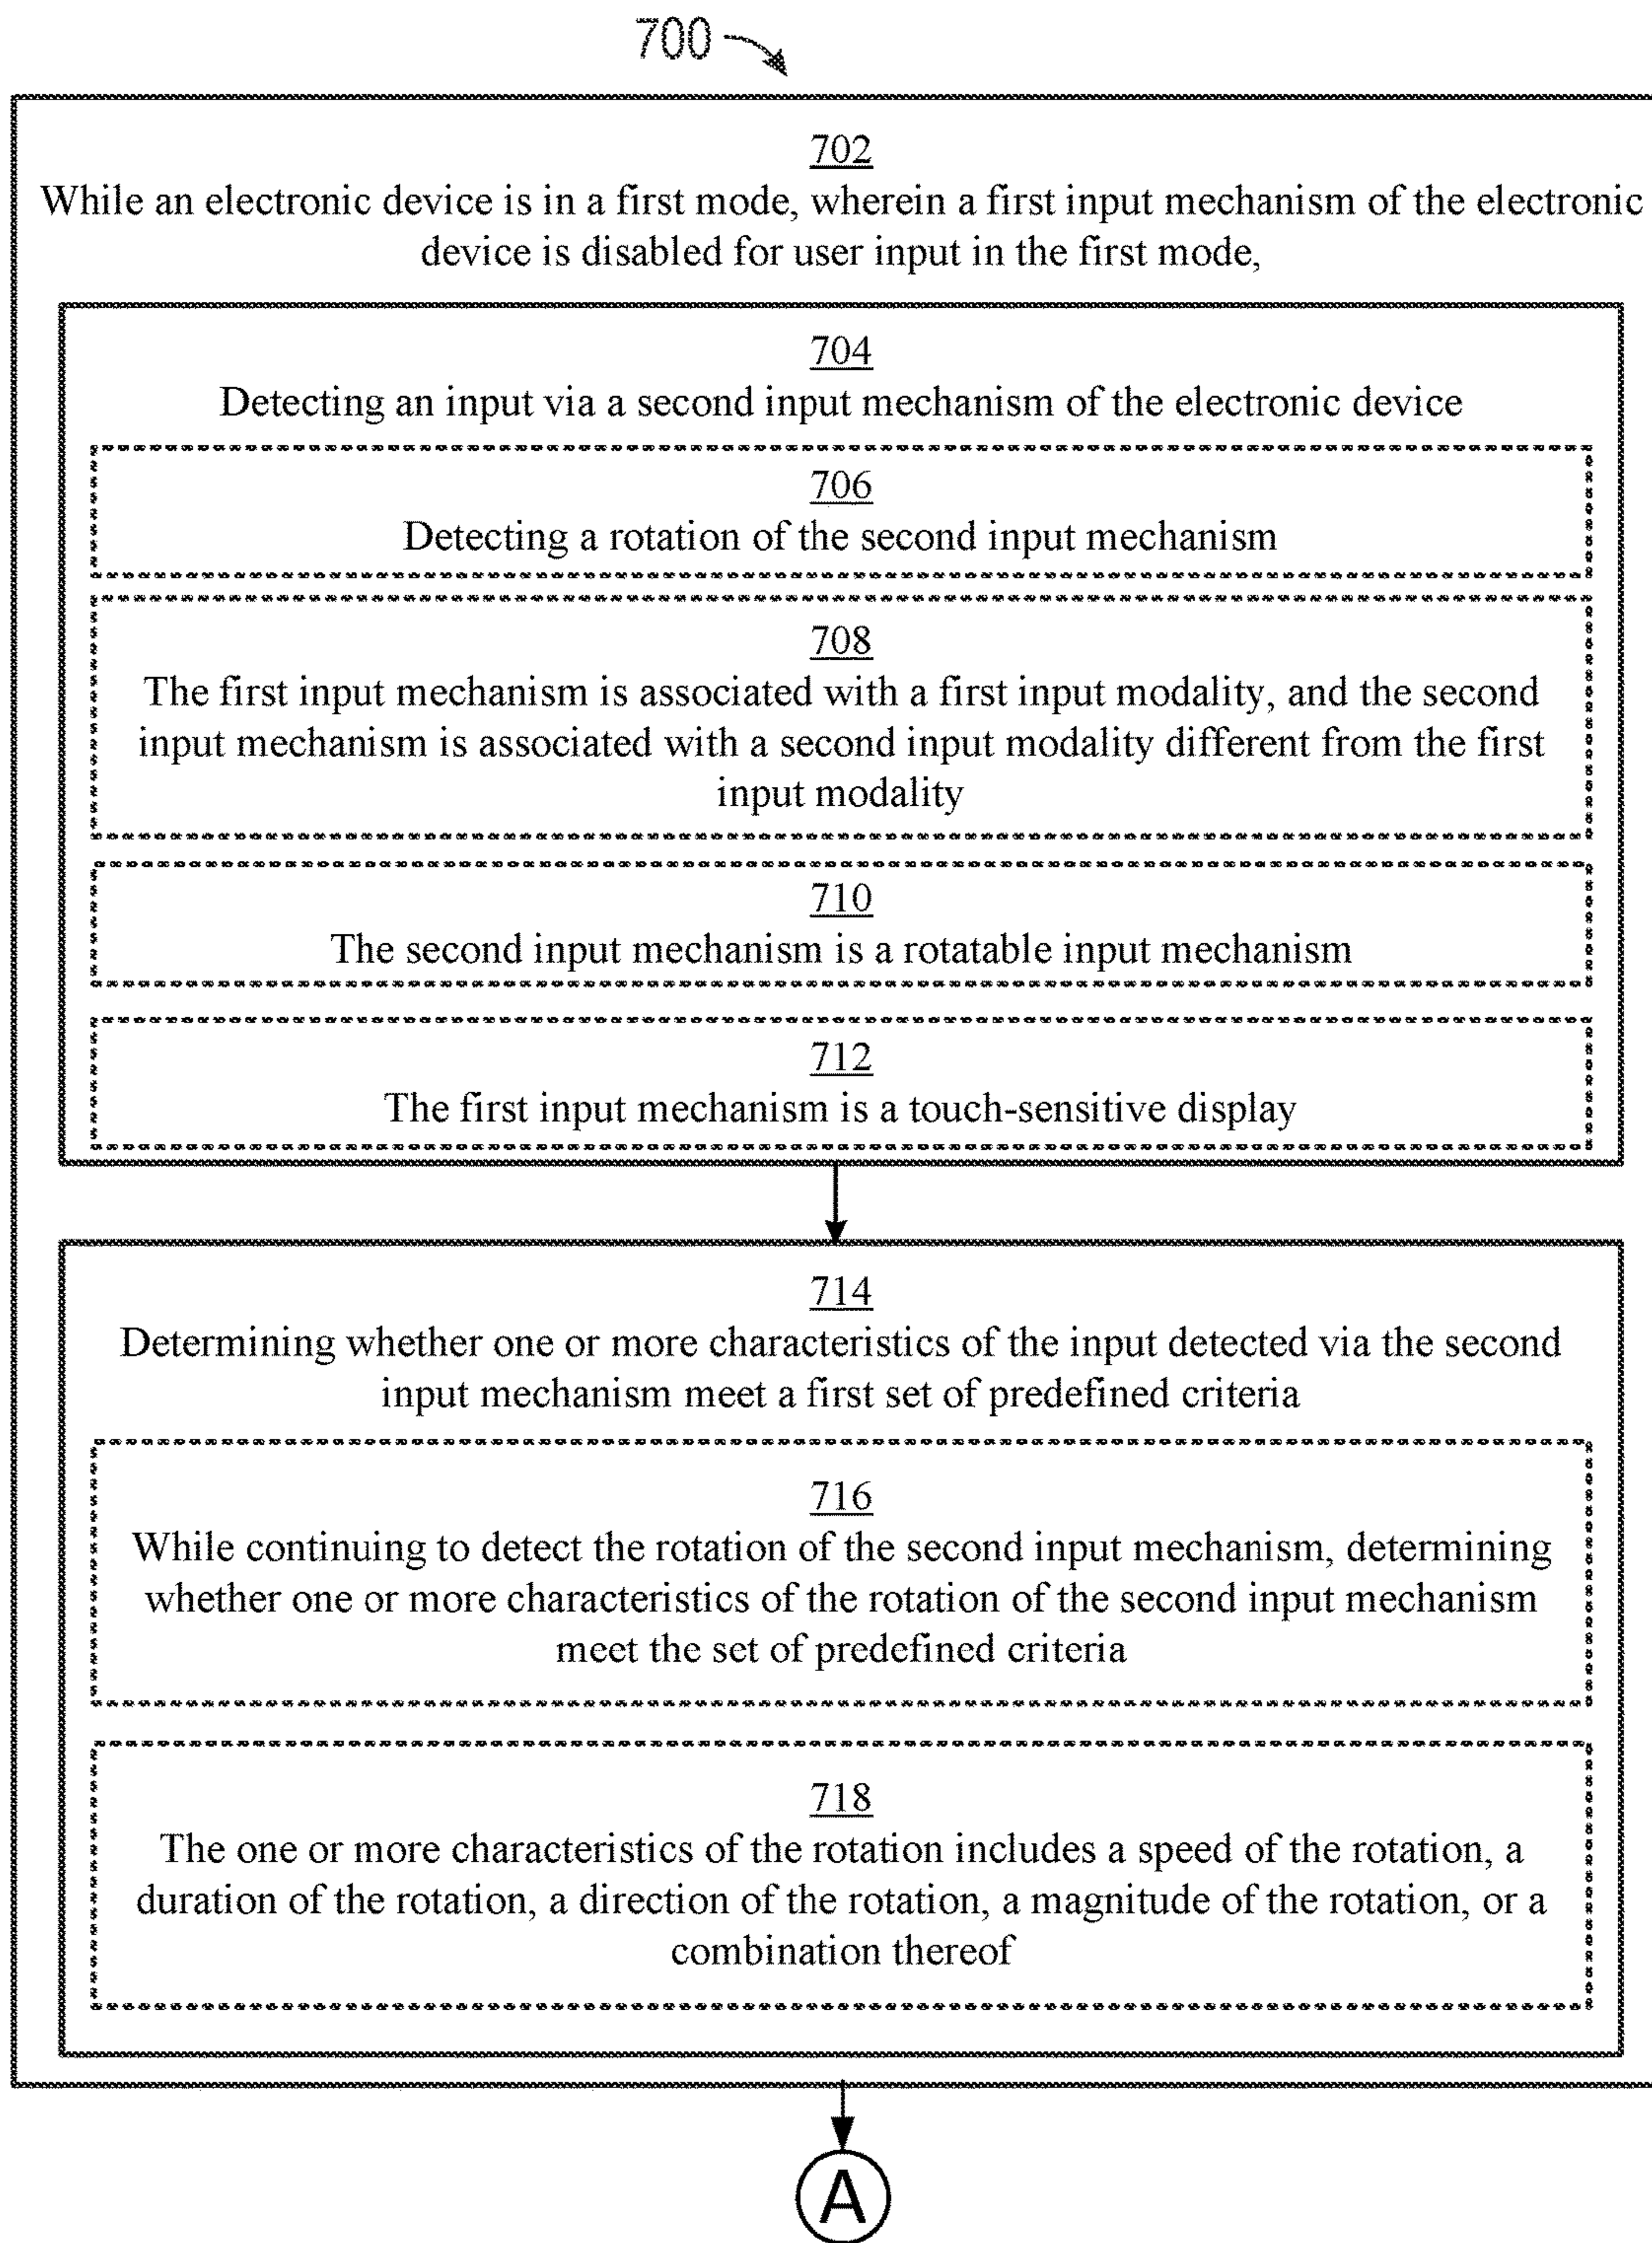 700
702
While an electronic device is in a first mode, wherein a first input mechanism of the electronic
device is disabled for user input in the first mode,
704
Detecting an input via a second input mechanism of the electronic device
706
Detecting a rotation of the second input mechanism
708
The first input mechanism is associated with a first input modality, and the second
input mechanism is associated with a second input modality different from the first
input modality
710
The second input mechanism is a rotatable input mechanism
712
The first input mechanism is a touch-sensitive display
714
Determining whether one or more characteristics of the input detected via the second
input mechanism meet a first set of predefined criteria
716
While continuing to detect the rotation of the second input mechanism, determining
whether one or more characteristics of the rotation of the second input mechanism
meet the set of predefined criteria
718
The one or more characteristics of the rotation includes a speed of the rotation, a
duration of the rotation, a direction of the rotation, a magnitude of the rotation, or a
combination thereof
A